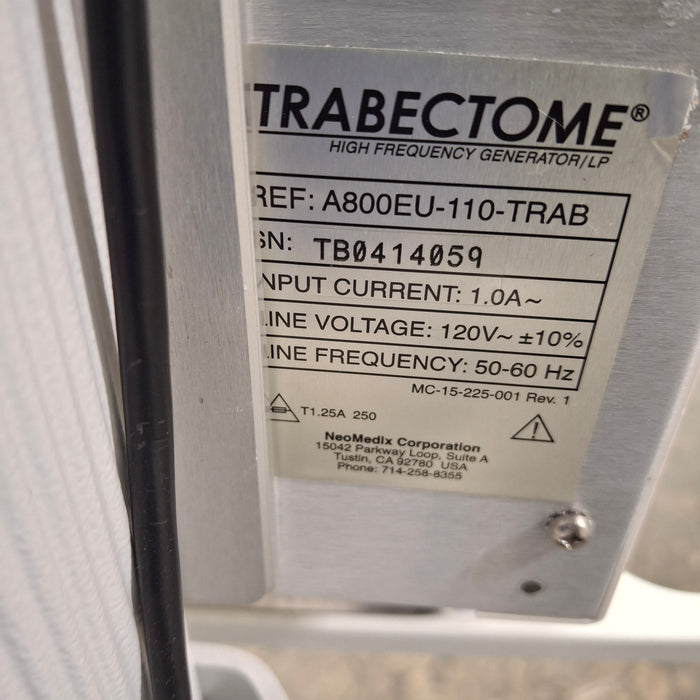 TRABECTOME®
HIGH FREQUENCY GENERATOR/LP
REF: A800EU-110-TRAB
SN: TB0414059
INPUT CURRENT: 1.0A~
LINE VOLTAGE: 120V~ ±10%
LINE FREQUENCY: 50-60 Hz
MC-15-225-001 Rev. 1
T1.25A 250
NeoMedix Corporation
15042 Parkway Loop, Suite A
Tustin, CA 92780 USA
Phone: 714-258-8355